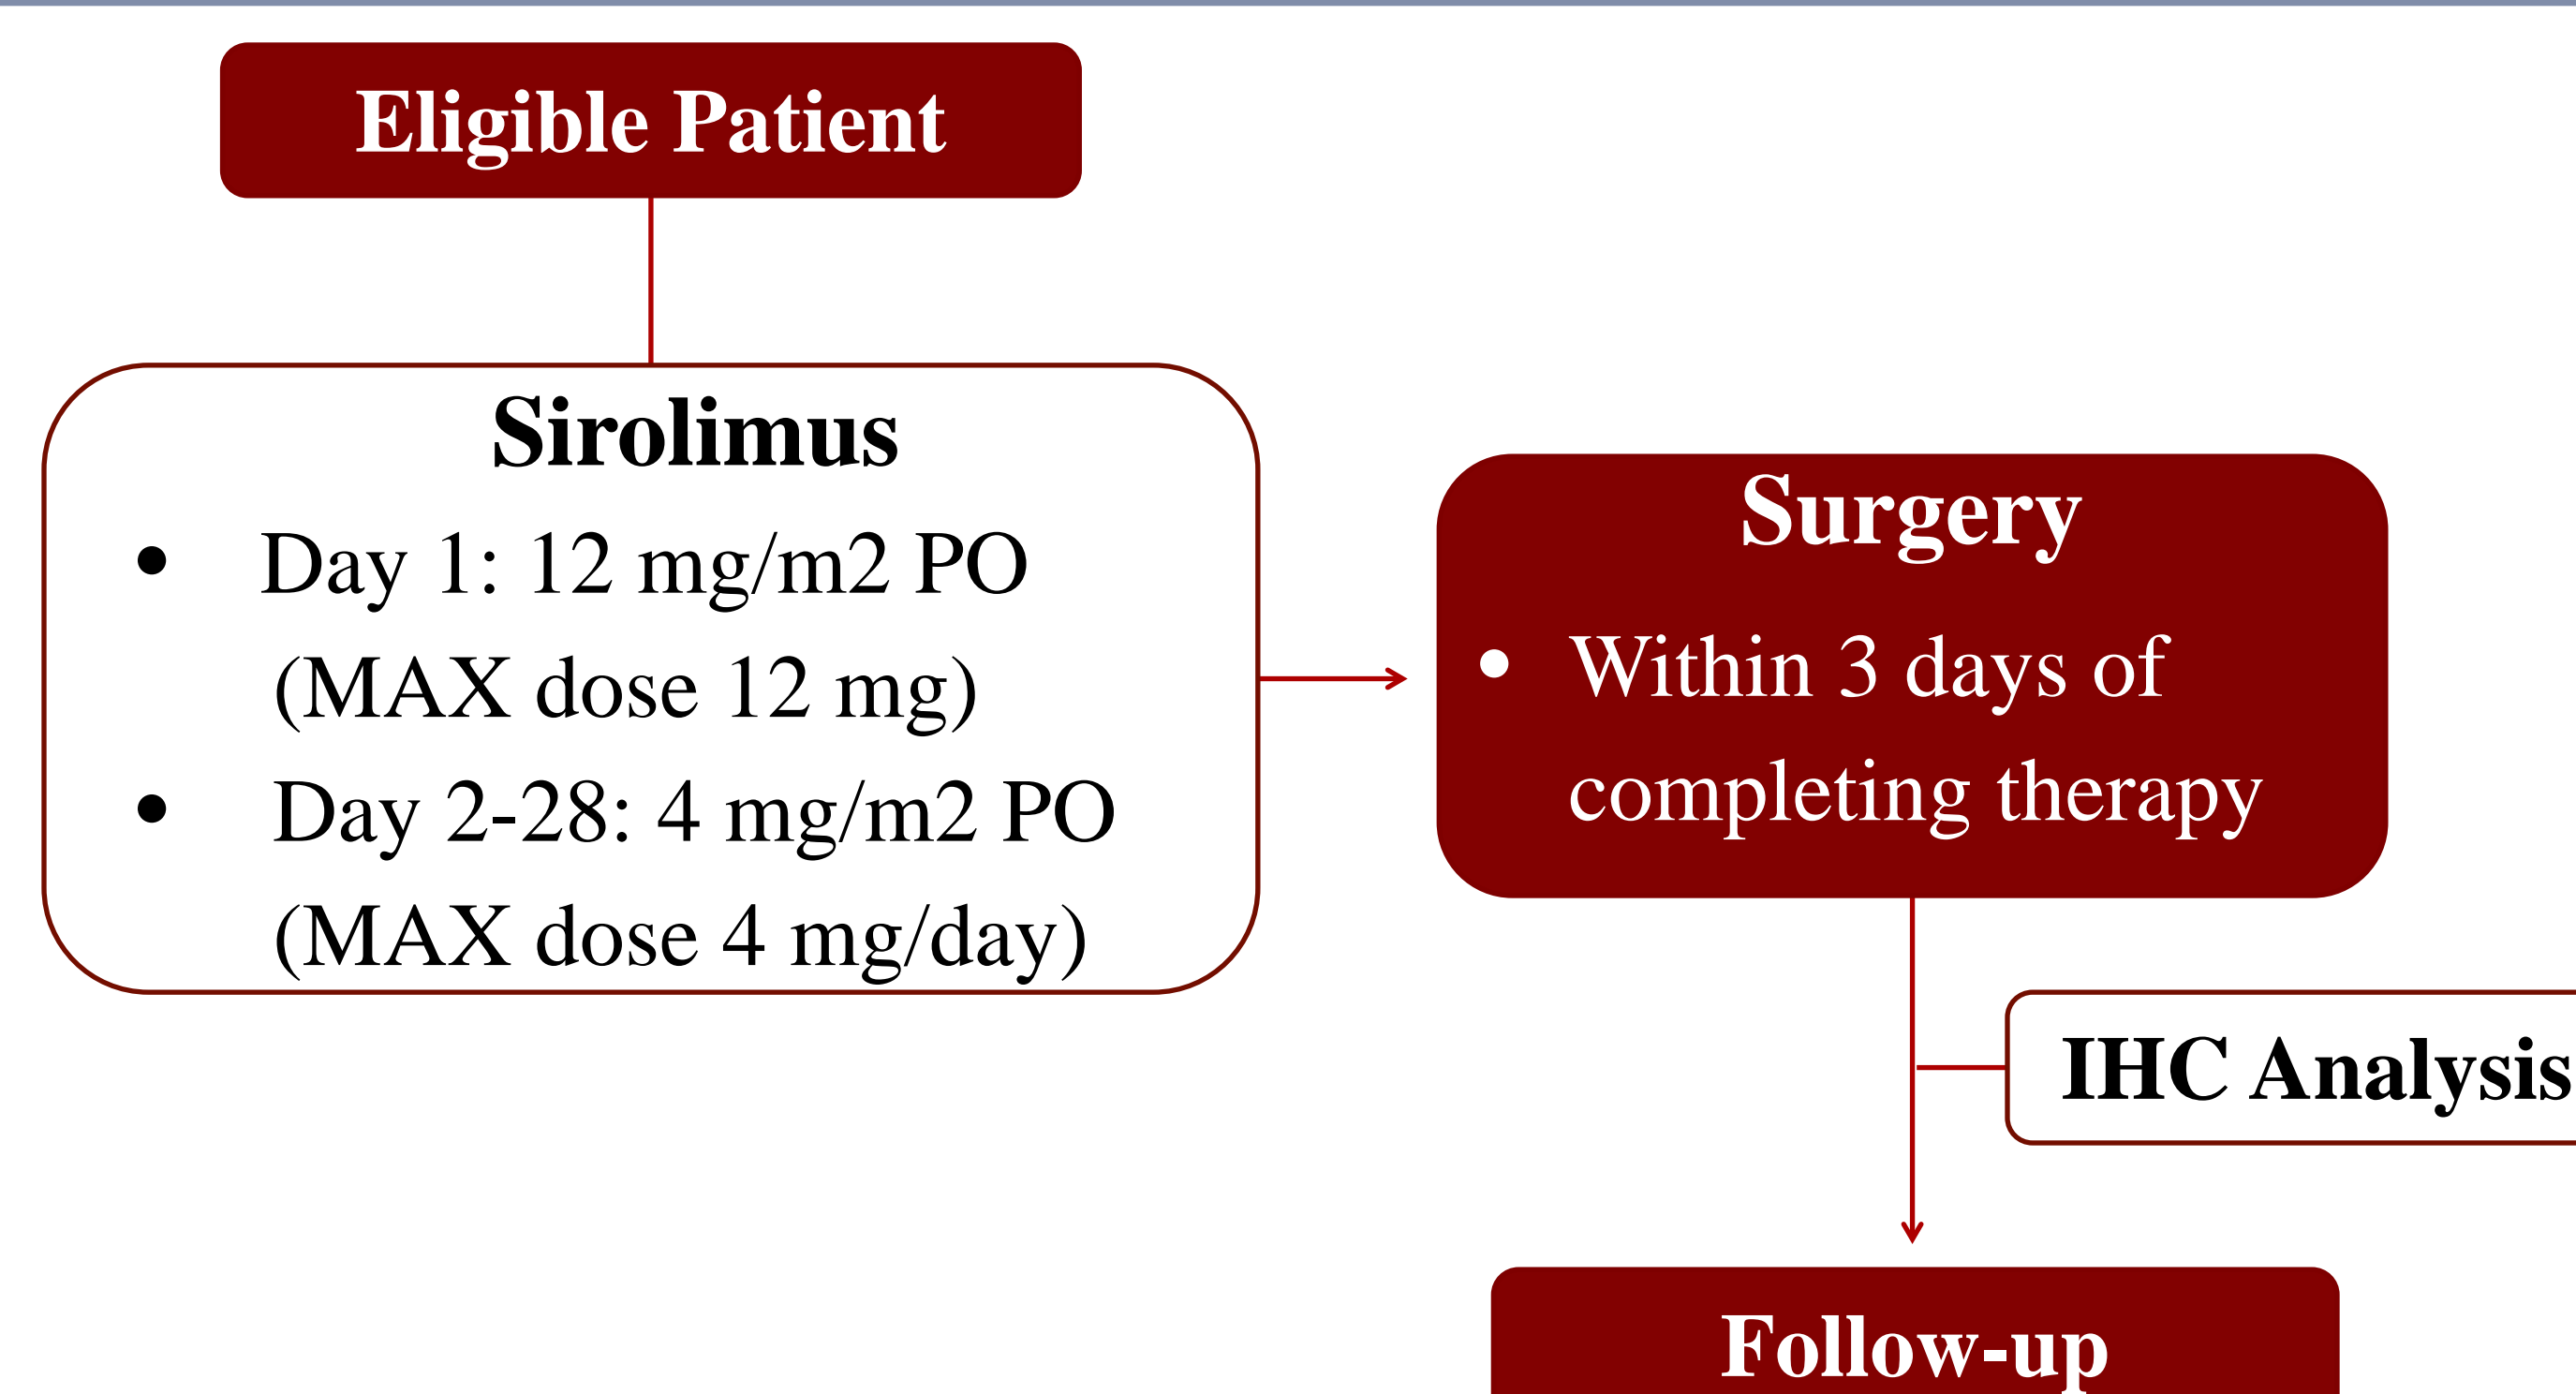 Eligible Patient
Sirolimus
• Day 1: 12 mg/m2 PO
(MAX dose 12 mg)
• Day 2-28: 4 mg/m2 PO
(MAX dose 4 mg/day)
Surgery
• Within 3 days of
completing therapy
IHC Analysis
Follow-up